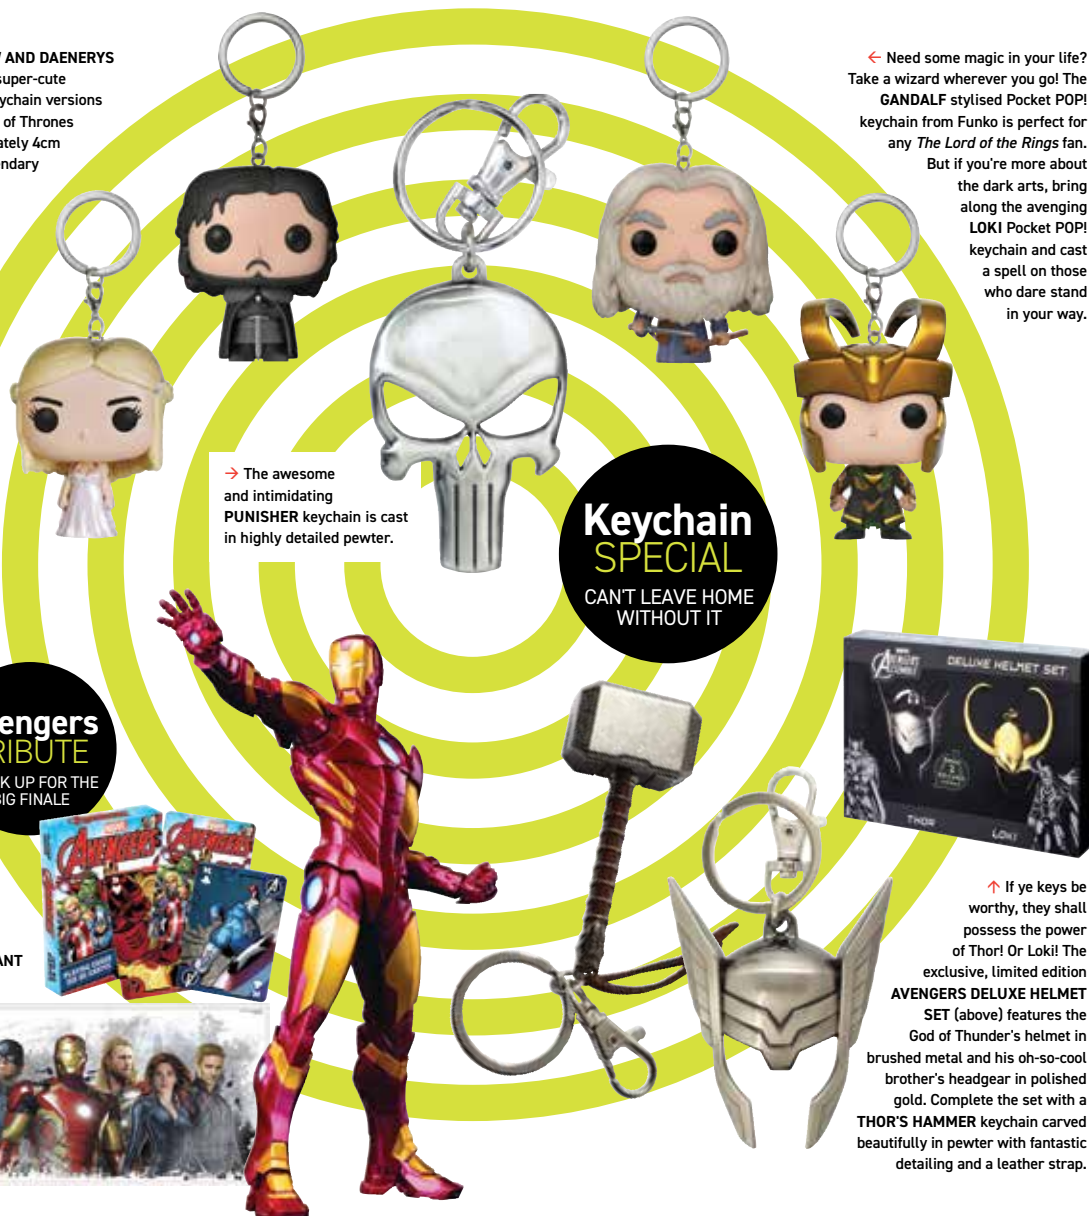 AND DAENERYS
super-cute
ychain versions
of Thrones
ately 4cm
ndary
← Need some magic in your life?
Take a wizard wherever you go! The
GANDALF stylised Pocket POP!
keychain from Funko is perfect for
any The Lord of the Rings fan.
But if you're more about
the dark arts, bring
along the avenging
LOKI Pocket POP!
keychain and cast
a spell on those
who dare stand
in your way.
→ The awesome
and intimidating
PUNISHER keychain is cast
in highly detailed pewter.
Keychain
SPECIAL
CAN'T LEAVE HOME
WITHOUT IT
engers
RIBUTE
K UP FOR THE
BIG FINALE
MARVEL
AVENGERS
AVENGERS
PLAYING CARDS
ANT
AVENGERS
ASSEMBLE
DELUXE HELMET SET
THOR
LOKI
↑ If ye keys be
worthy, they shall
possess the power
of Thor! Or Loki! The
exclusive, limited edition
AVENGERS DELUXE HELMET
SET (above) features the
God of Thunder's helmet in
brushed metal and his oh-so-cool
brother's headgear in polished
gold. Complete the set with a
THOR'S HAMMER keychain carved
beautifully in pewter with fantastic
detailing and a leather strap.